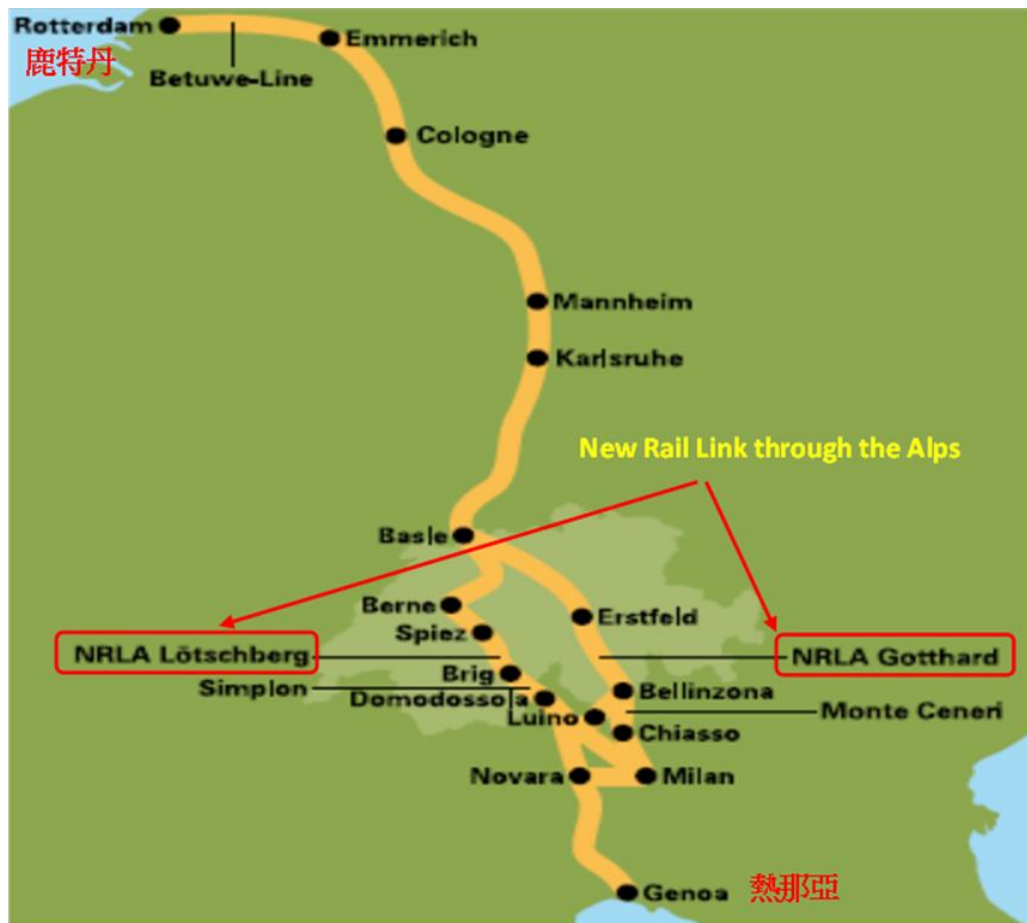 Rotterdam
Emmerich
鹿特丹
Betuwe-Line
Cologne
Mannheim
Karlsruhe
New Rail Link through the Alps
Basle
Berne
Erstfeld
Spiez
NRLA Lötschberg
NRLA Gotthard
Brig
Simplon
Bellinzona
Domodossola
Luino
Monte Ceneri
Chiasso
Novara
Milan
Genoa
熱那亞